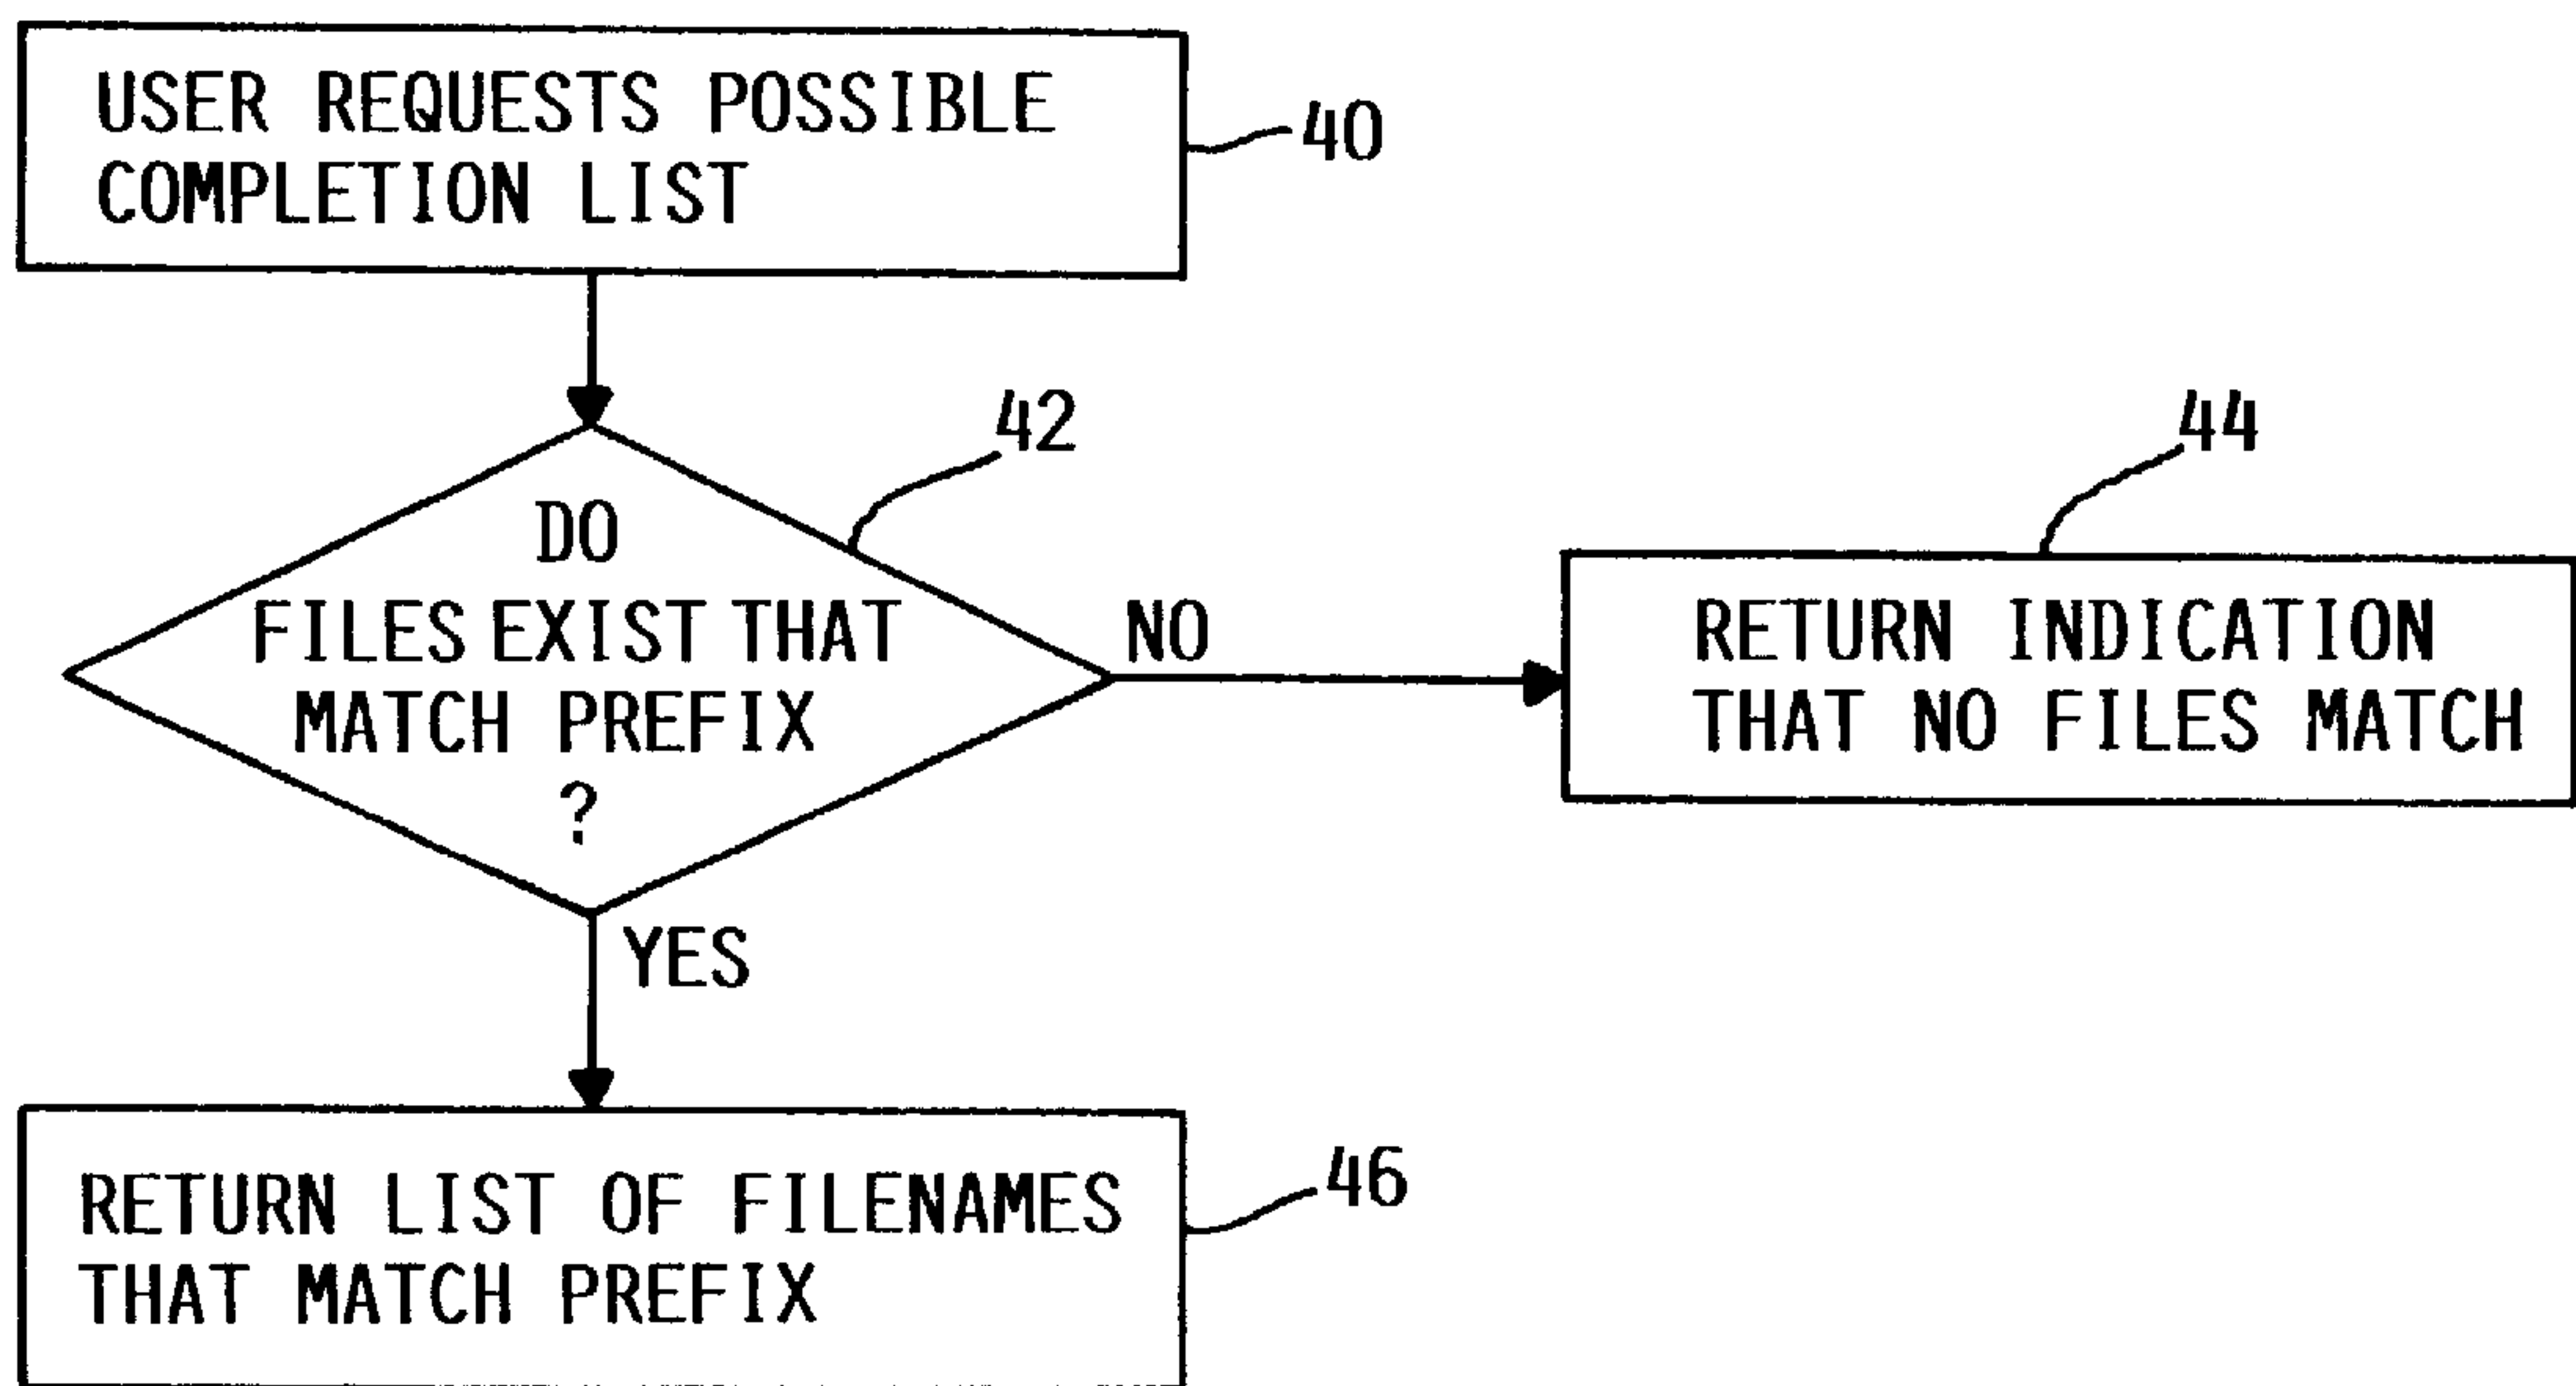 USER REQUESTS POSSIBLE
COMPLETION LIST
40
42
DO
FILES EXIST THAT
MATCH PREFIX
?
NO
44
RETURN INDICATION
THAT NO FILES MATCH
YES
RETURN LIST OF FILENAMES
THAT MATCH PREFIX
46